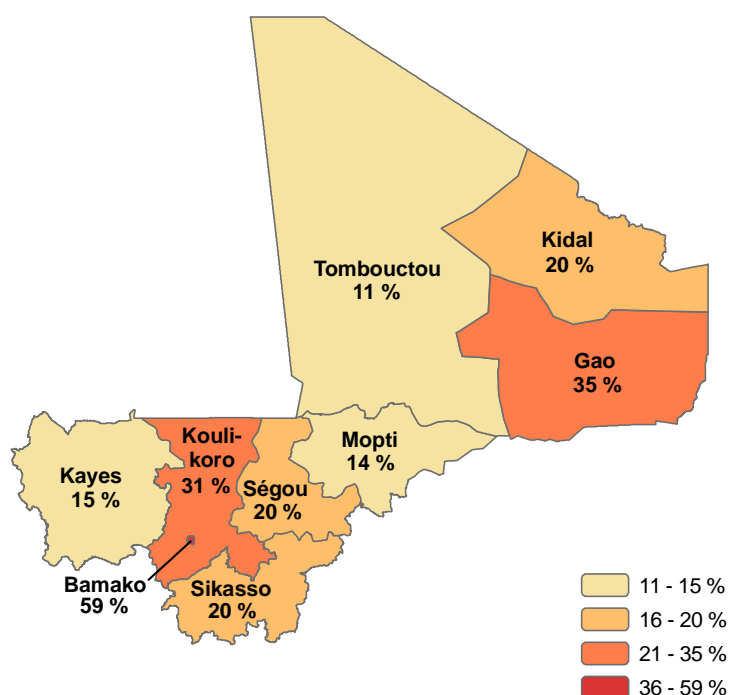 Kidal
20 %
Tombouctou
11 %
Gao
35 %
Kouli-
koro
31 %
Mopti
14 %
Kayes
15 %
Ségou
20 %
Bamako
59 %
Sikasso
20 %
11 - 15 %
16 - 20 %
21 - 35 %
36 - 59 %